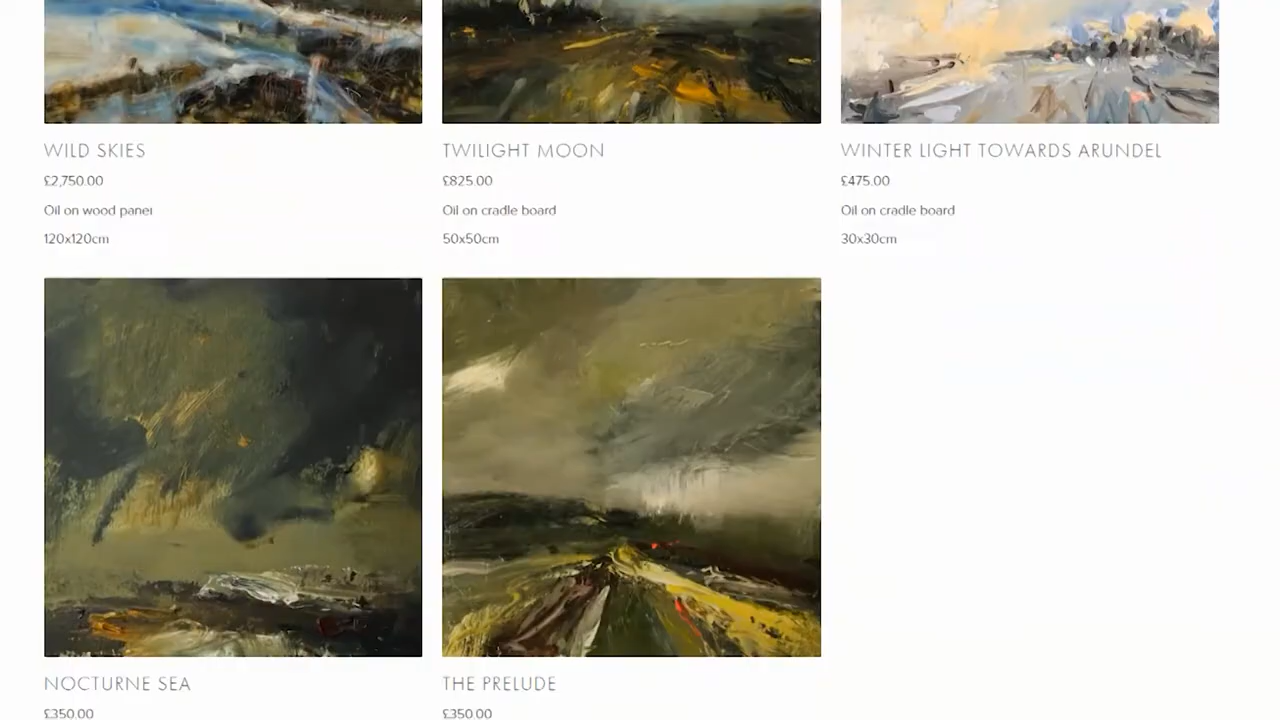 WILD SKIES
£2,750.00
Oil on wood panel
120x120cm
TWILIGHT MOON
£825.00
Oil on cradle board
50x50cm
WINTER LIGHT TOWARDS ARUNDEL
£475.00
Oil on cradle board
30x30cm
NOCTURNE SEA
£350.00
THE PRELUDE
£350.00